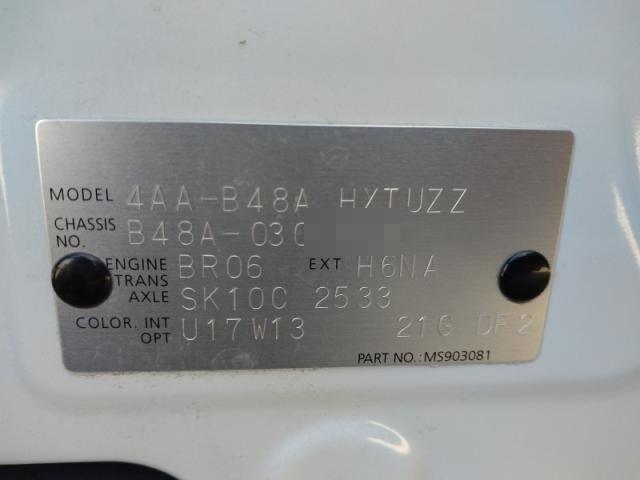 MODEL 4AA-B48A HXTUZZ
CHASSIS NO. B48A-030
ENGINE BR06 EXT H6NA
TRANS AXLE SK10C 2533
COLOR. INT OPT U17W13 21G DF2
PART NO.:MS903081